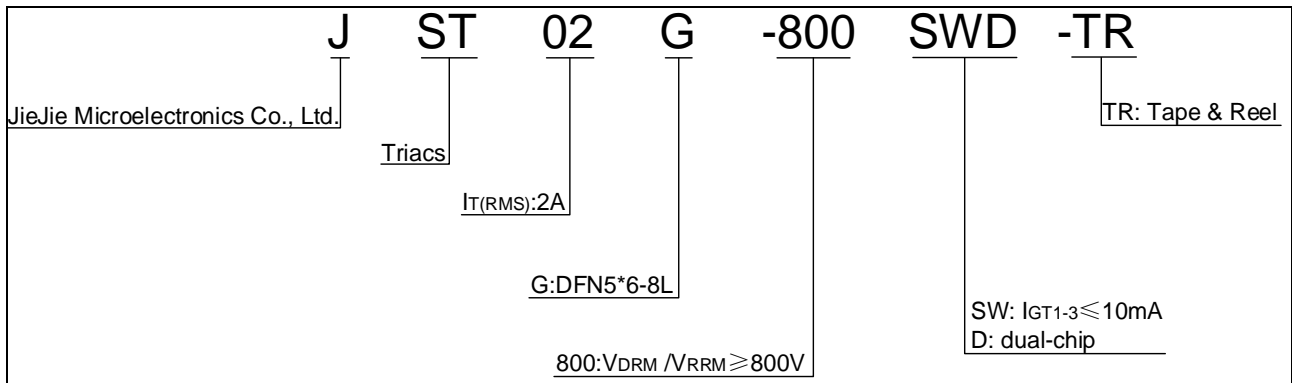 J ST 02 G -800 SWD -TR
JieJie Microelectronics Co., Ltd.
TR: Tape & Reel
Triacs
IT(RMS):2A
G:DFN5*6-8L
SW: IGT1-3≤10mA
D: dual-chip
800:VDRM /VRRM≥800V